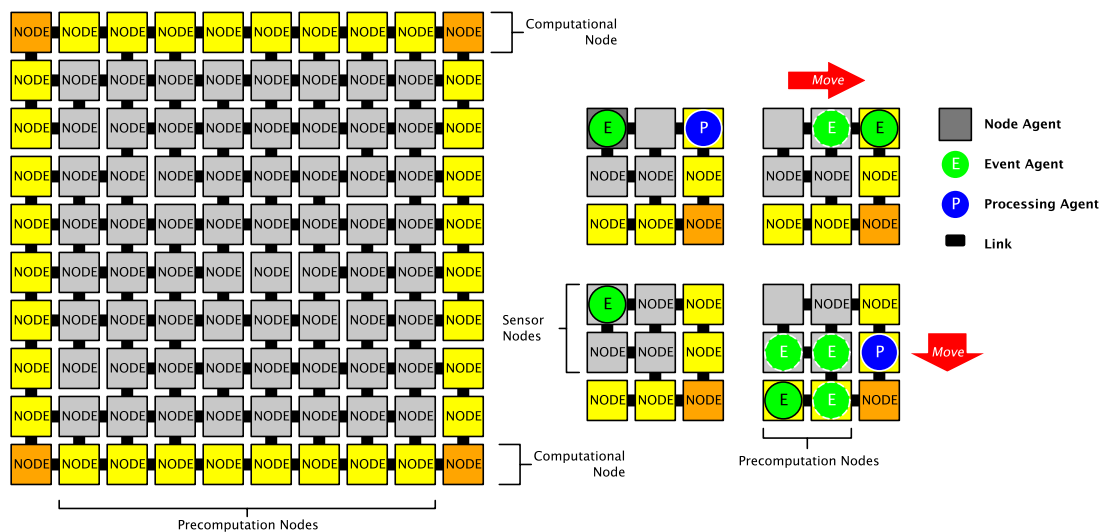 NODE NODE NODE NODE NODE NODE NODE NODE NODE NODE
NODE NODE NODE NODE NODE NODE NODE NODE NODE NODE
NODE NODE NODE NODE NODE NODE NODE NODE NODE NODE
NODE NODE NODE NODE NODE NODE NODE NODE NODE NODE
NODE NODE NODE NODE NODE NODE NODE NODE NODE NODE
NODE NODE NODE NODE NODE NODE NODE NODE NODE NODE
NODE NODE NODE NODE NODE NODE NODE NODE NODE NODE
NODE NODE NODE NODE NODE NODE NODE NODE NODE NODE
NODE NODE NODE NODE NODE NODE NODE NODE NODE NODE
NODE NODE NODE NODE NODE NODE NODE NODE NODE NODE
Computational
Node
Computational
Node
Precomputation Nodes
E P
NODE NODE NODE
NODE NODE NODE
Move
E E
NODE NODE NODE
NODE NODE NODE
Sensor
Nodes
E NODE NODE
NODE NODE NODE
NODE NODE NODE
NODE NODE
E E P
E E NODE
Move
Precomputation Nodes
Node Agent
E Event Agent
P Processing Agent
Link